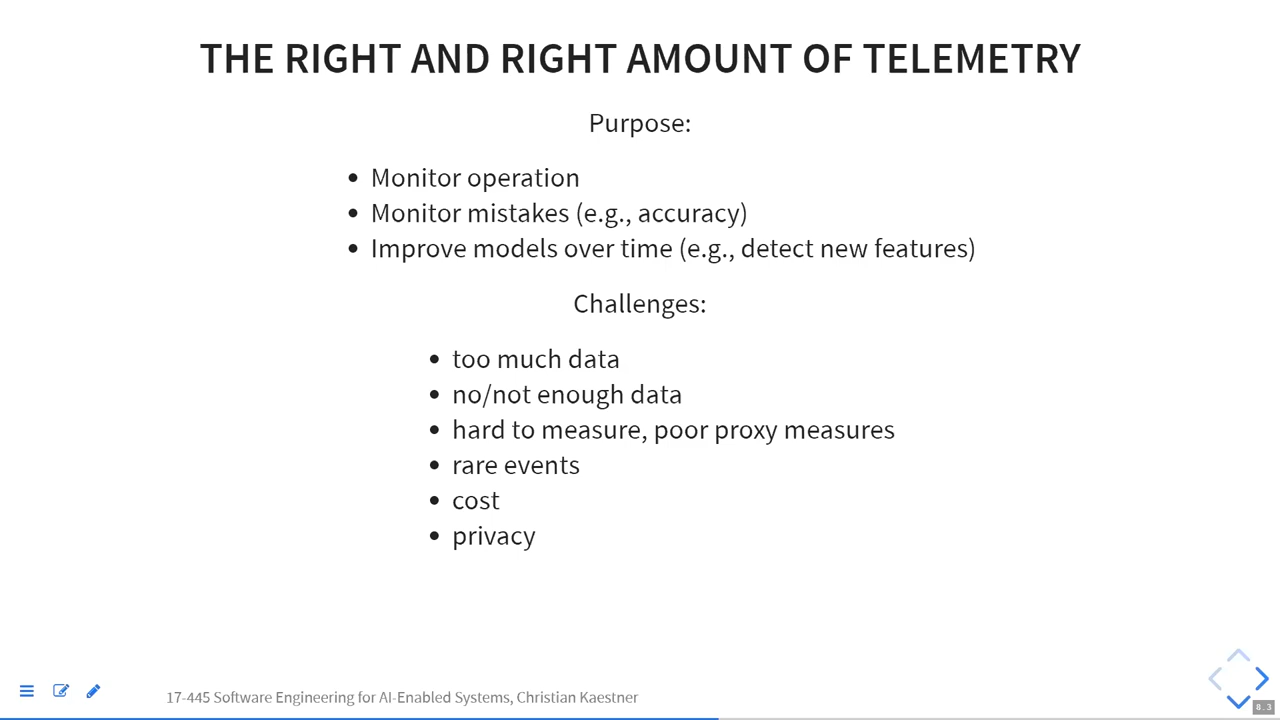 THE RIGHT AND RIGHT AMOUNT OF TELEMETRY
Purpose:
Monitor operation
Monitor mistakes (e.g., accuracy)
Improve models over time (e.g., detect new features)
Challenges:
too much data
no/not enough data
hard to measure, poor proxy measures
rare events
cost
privacy
17-445 Software Engineering for AI-Enabled Systems, Christian Kaestner
8.3